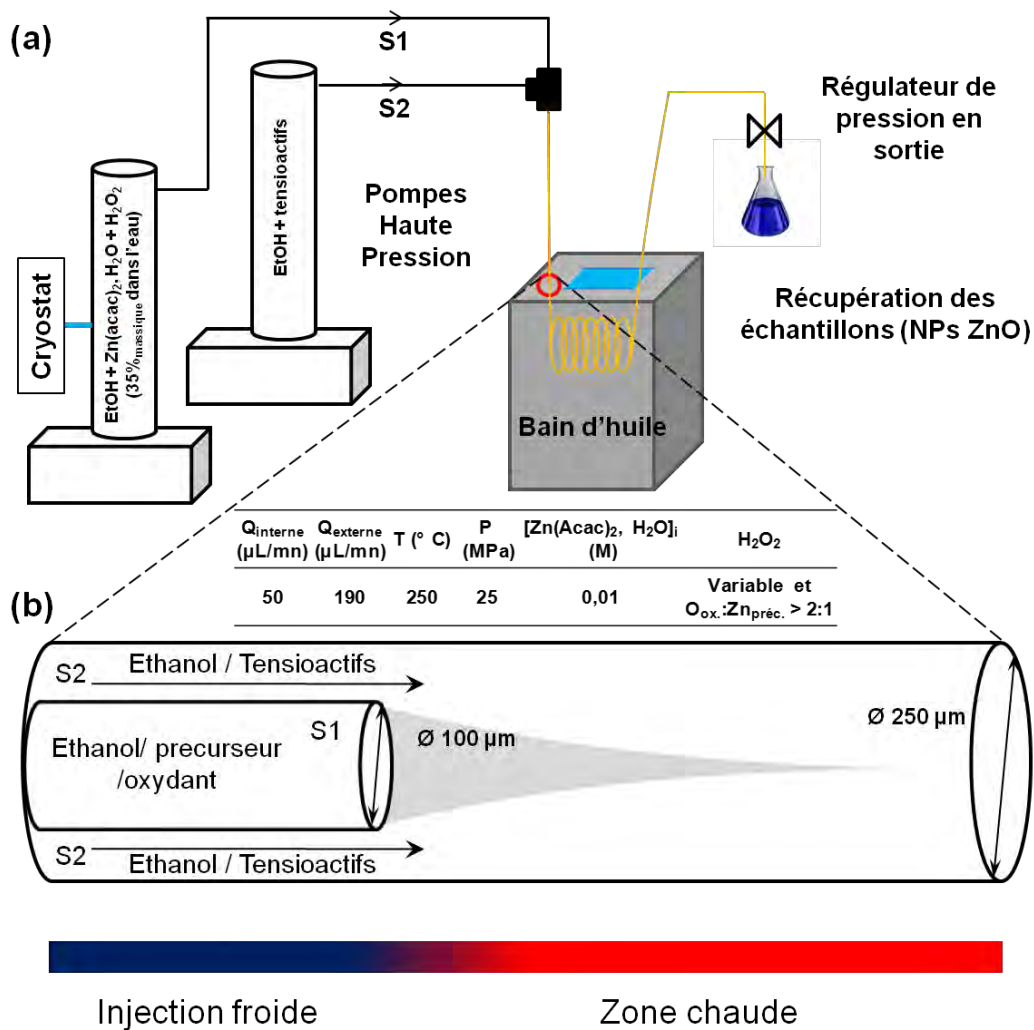 (a)
S1
S2
Cryostat
EtOH + Zn(acac)₂, H₂O + H₂O₂
(35%massique dans l'eau)
EtOH + tensioactifs
Pompes
Haute
Pression
Régulateur de
pression en
sortie
Récupération des
échantillons (NPs ZnO)
Bain d'huile
Qinterne Qexterne T (° C) P [Zn(Acac)₂, H₂O]i H₂O₂
(µL/mn) (µL/mn) (MPa) (M)
50 190 250 25 0,01 Variable et
Oox.:Znpréc. > 2:1
(b)
S2 Ethanol / Tensioactifs
S1
Ethanol/ precurseur
/oxydant
Ø 100 µm
Ø 250 µm
S2 Ethanol / Tensioactifs
Injection froide Zone chaude